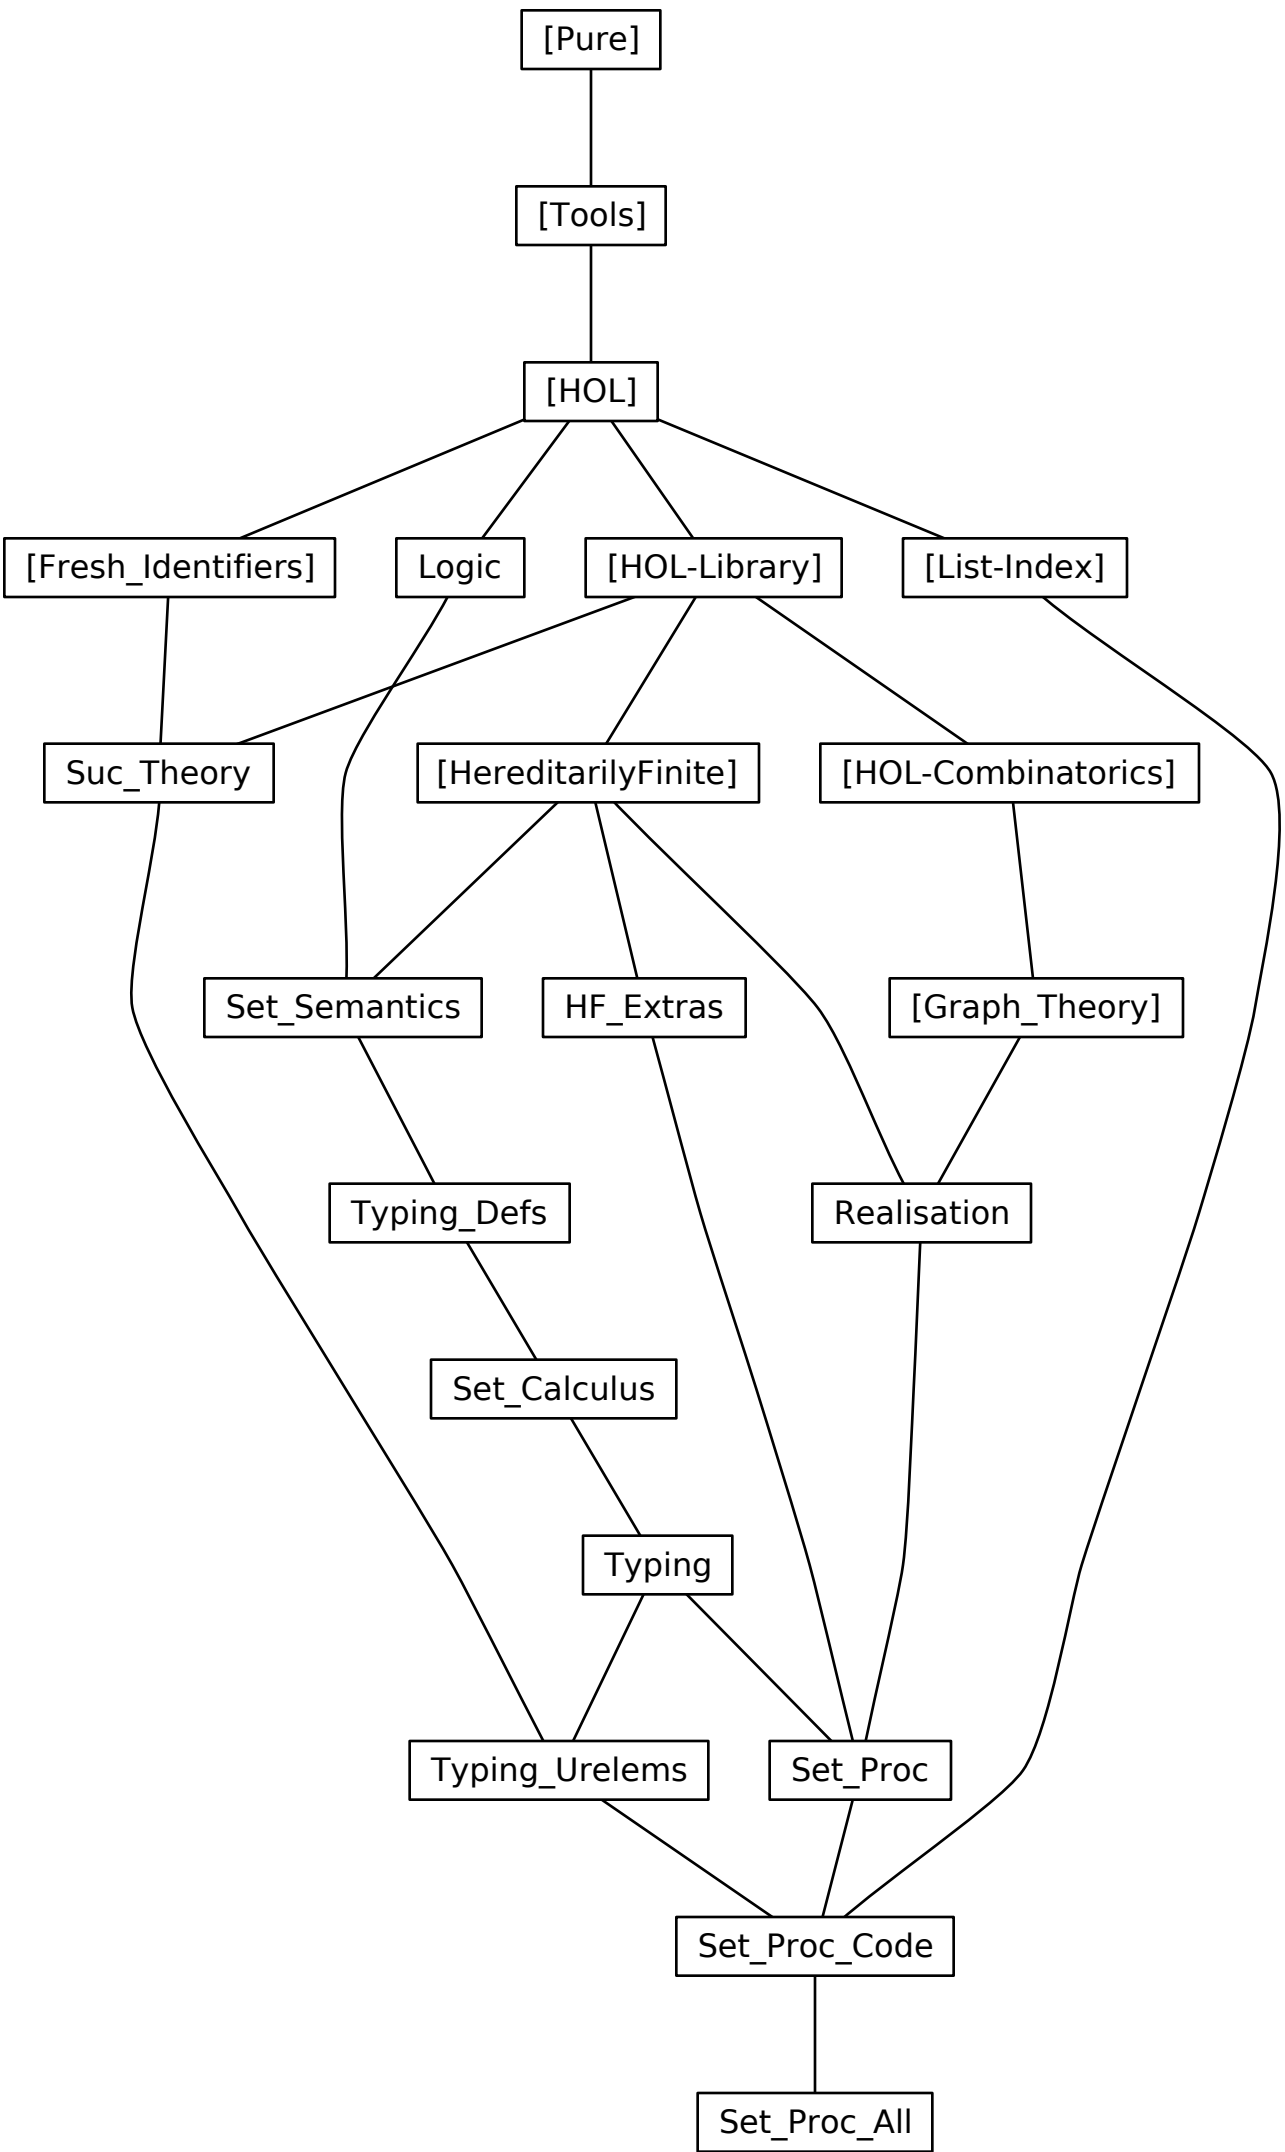 [Pure]
[Tools]
[HOL]
[Fresh_Identifiers]
Logic
[HOL-Library]
[List-Index]
Suc_Theory
[HereditarilyFinite]
[HOL-Combinatorics]
Set_Semantics
HF_Extras
[Graph_Theory]
Typing_Defs
Realisation
Set_Calculus
Typing
Typing_Urelems
Set_Proc
Set_Proc_Code
Set_Proc_All